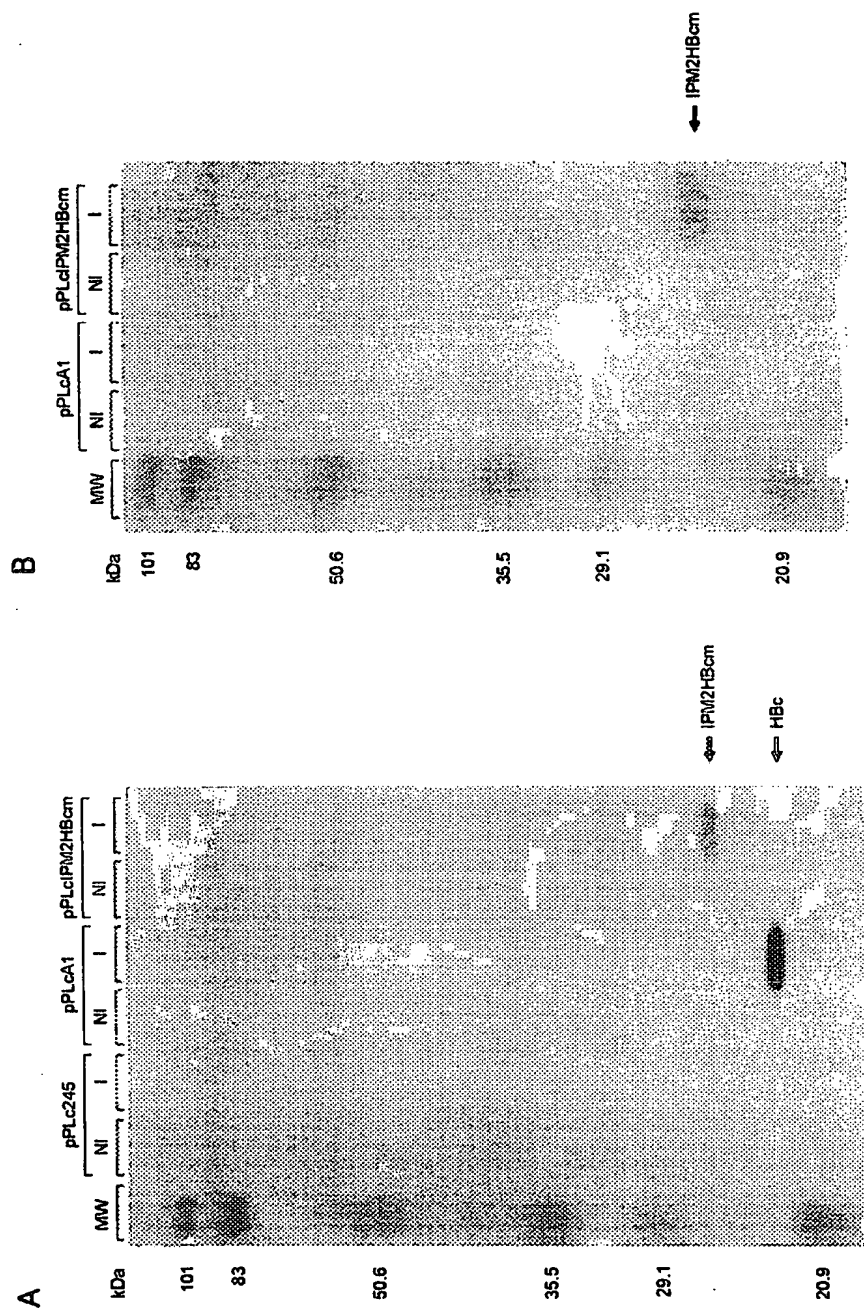 A
pPLc245 pPLcA1 pPLcIPM2HBcm
kDa MW NI I NI I NI I
101
83
50.6
35.5
29.1
IPM2HBcm
HBc
20.9
B
pPLcA1 pPLcIPM2HBcm
kDa MW NI I NI I
101
83
50.6
35.5
29.1
IPM2HBcm
20.9